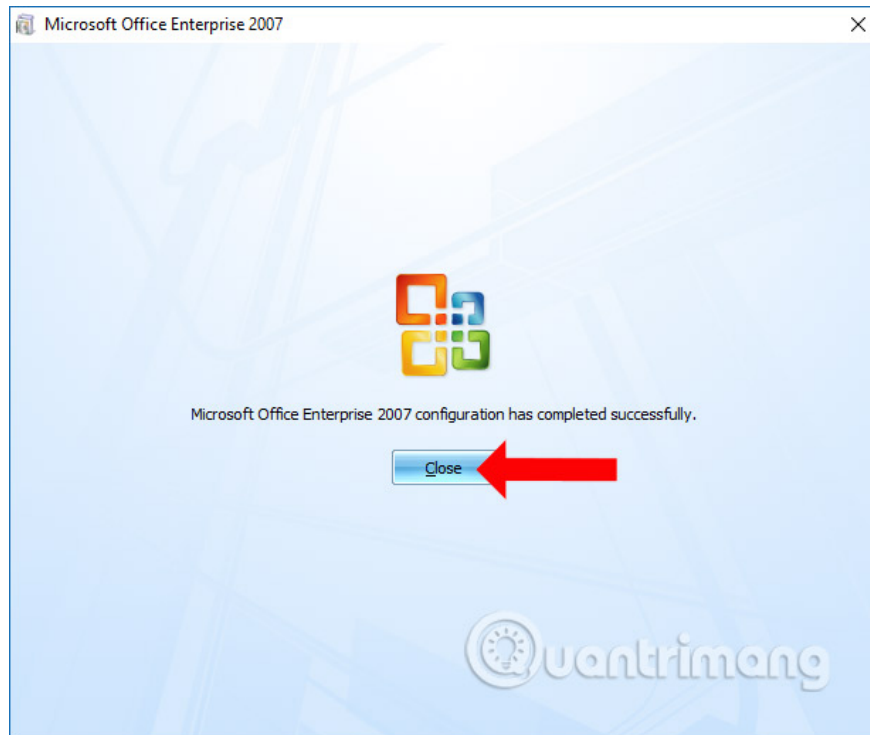 Microsoft Office Enterprise 2007
Microsoft Office Enterprise 2007 configuration has completed successfully.
Close
Quantrimang